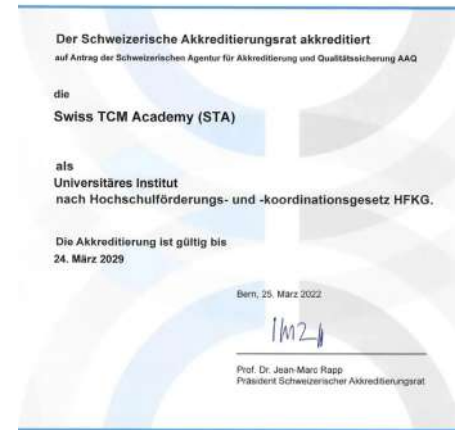 Der Schweizerische Akkreditierungsrat akkreditiert
auf Antrag der Schweizerischen Agentur für Akkreditierung und Qualitätssicherung AAQ
die
Swiss TCM Academy (STA)
als
Universitäres Institut
nach Hochschulförderungs- und -koordinationsgesetz HFKG.
Die Akkreditierung ist gültig bis
24. März 2029
Bern, 25. März 2022
Prof. Dr. Jean-Marc Rapp
Präsident Schweizerischer Akkreditierungsrat